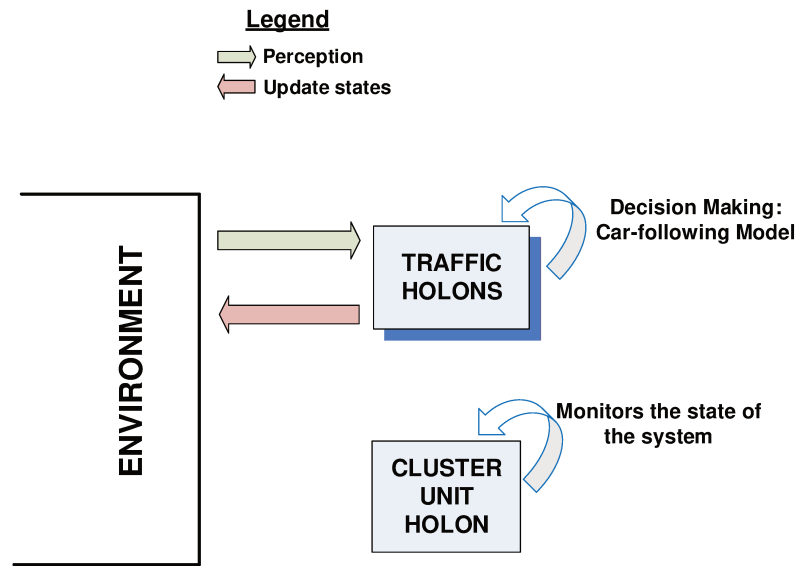 Legend
Perception
Update states
Decision Making:
Car-following Model
TRAFFIC
HOLONS
ENVIRONMENT
Monitors the state of
the system
CLUSTER
UNIT
HOLON